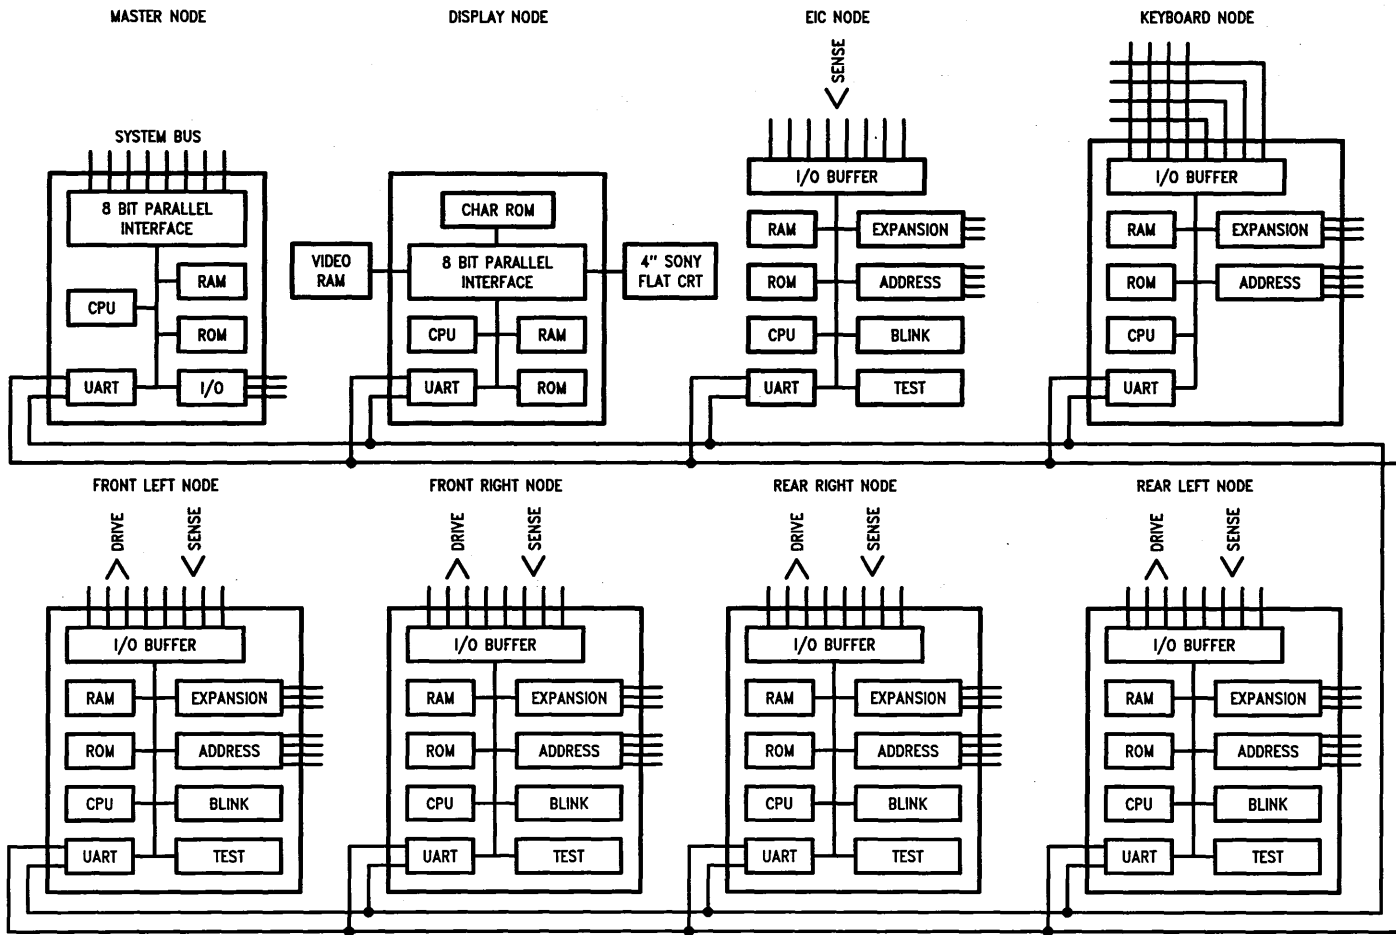 MASTER NODE
DISPLAY NODE
EIC NODE
KEYBOARD NODE
SYSTEM BUS
8 BIT PARALLEL
INTERFACE
RAM
CPU
ROM
UART
I/O
CHAR ROM
VIDEO
RAM
8 BIT PARALLEL
INTERFACE
4" SONY
FLAT CRT
CPU
RAM
UART
ROM
SENSE
I/O BUFFER
RAM
EXPANSION
ROM
ADDRESS
CPU
BLINK
UART
TEST
I/O BUFFER
RAM
EXPANSION
ROM
ADDRESS
CPU
UART
FRONT LEFT NODE
FRONT RIGHT NODE
REAR RIGHT NODE
REAR LEFT NODE
DRIVE
SENSE
I/O BUFFER
RAM
EXPANSION
ROM
ADDRESS
CPU
BLINK
UART
TEST
DRIVE
SENSE
I/O BUFFER
RAM
EXPANSION
ROM
ADDRESS
CPU
BLINK
UART
TEST
DRIVE
SENSE
I/O BUFFER
RAM
EXPANSION
ROM
ADDRESS
CPU
BLINK
UART
TEST
DRIVE
SENSE
I/O BUFFER
RAM
EXPANSION
ROM
ADDRESS
CPU
BLINK
UART
TEST